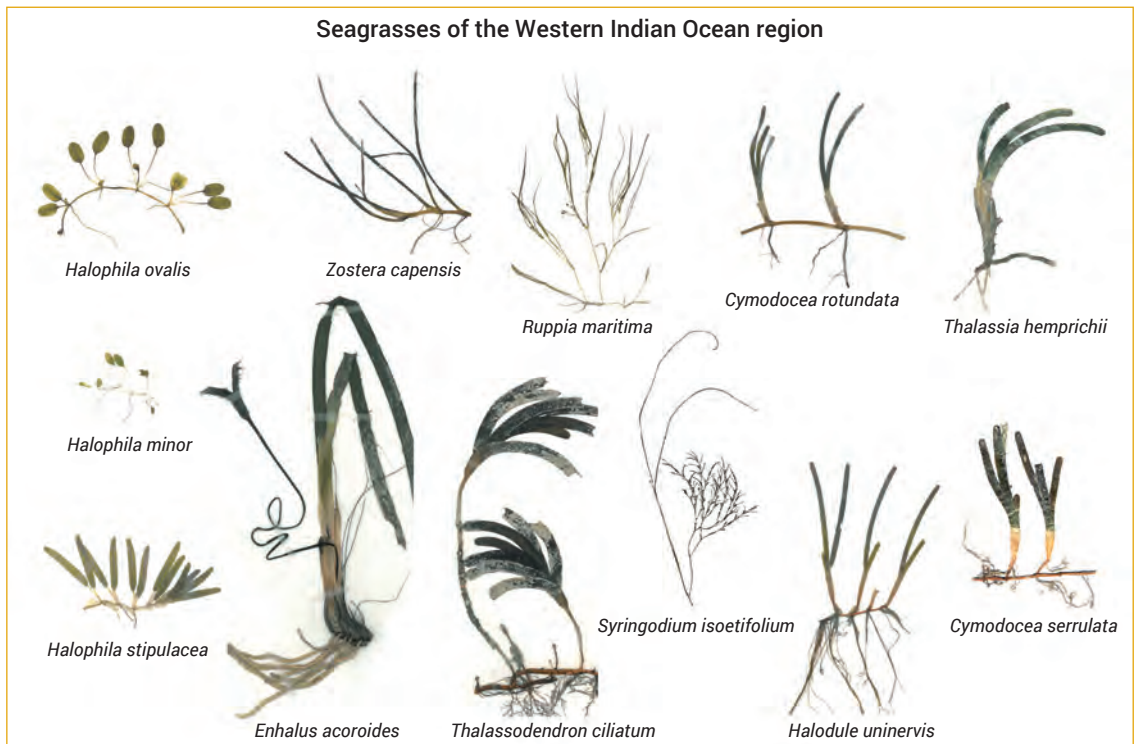 Seagrasses of the Western Indian Ocean region
Halophila ovalis
Zostera capensis
Ruppia maritima
Cymodocea rotundata
Thalassia hemprichii
Halophila minor
Halophila stipulacea
Enhalus acoroides
Thalassodendron ciliatum
Syringodium isoetifolium
Halodule uninervis
Cymodocea serrulata